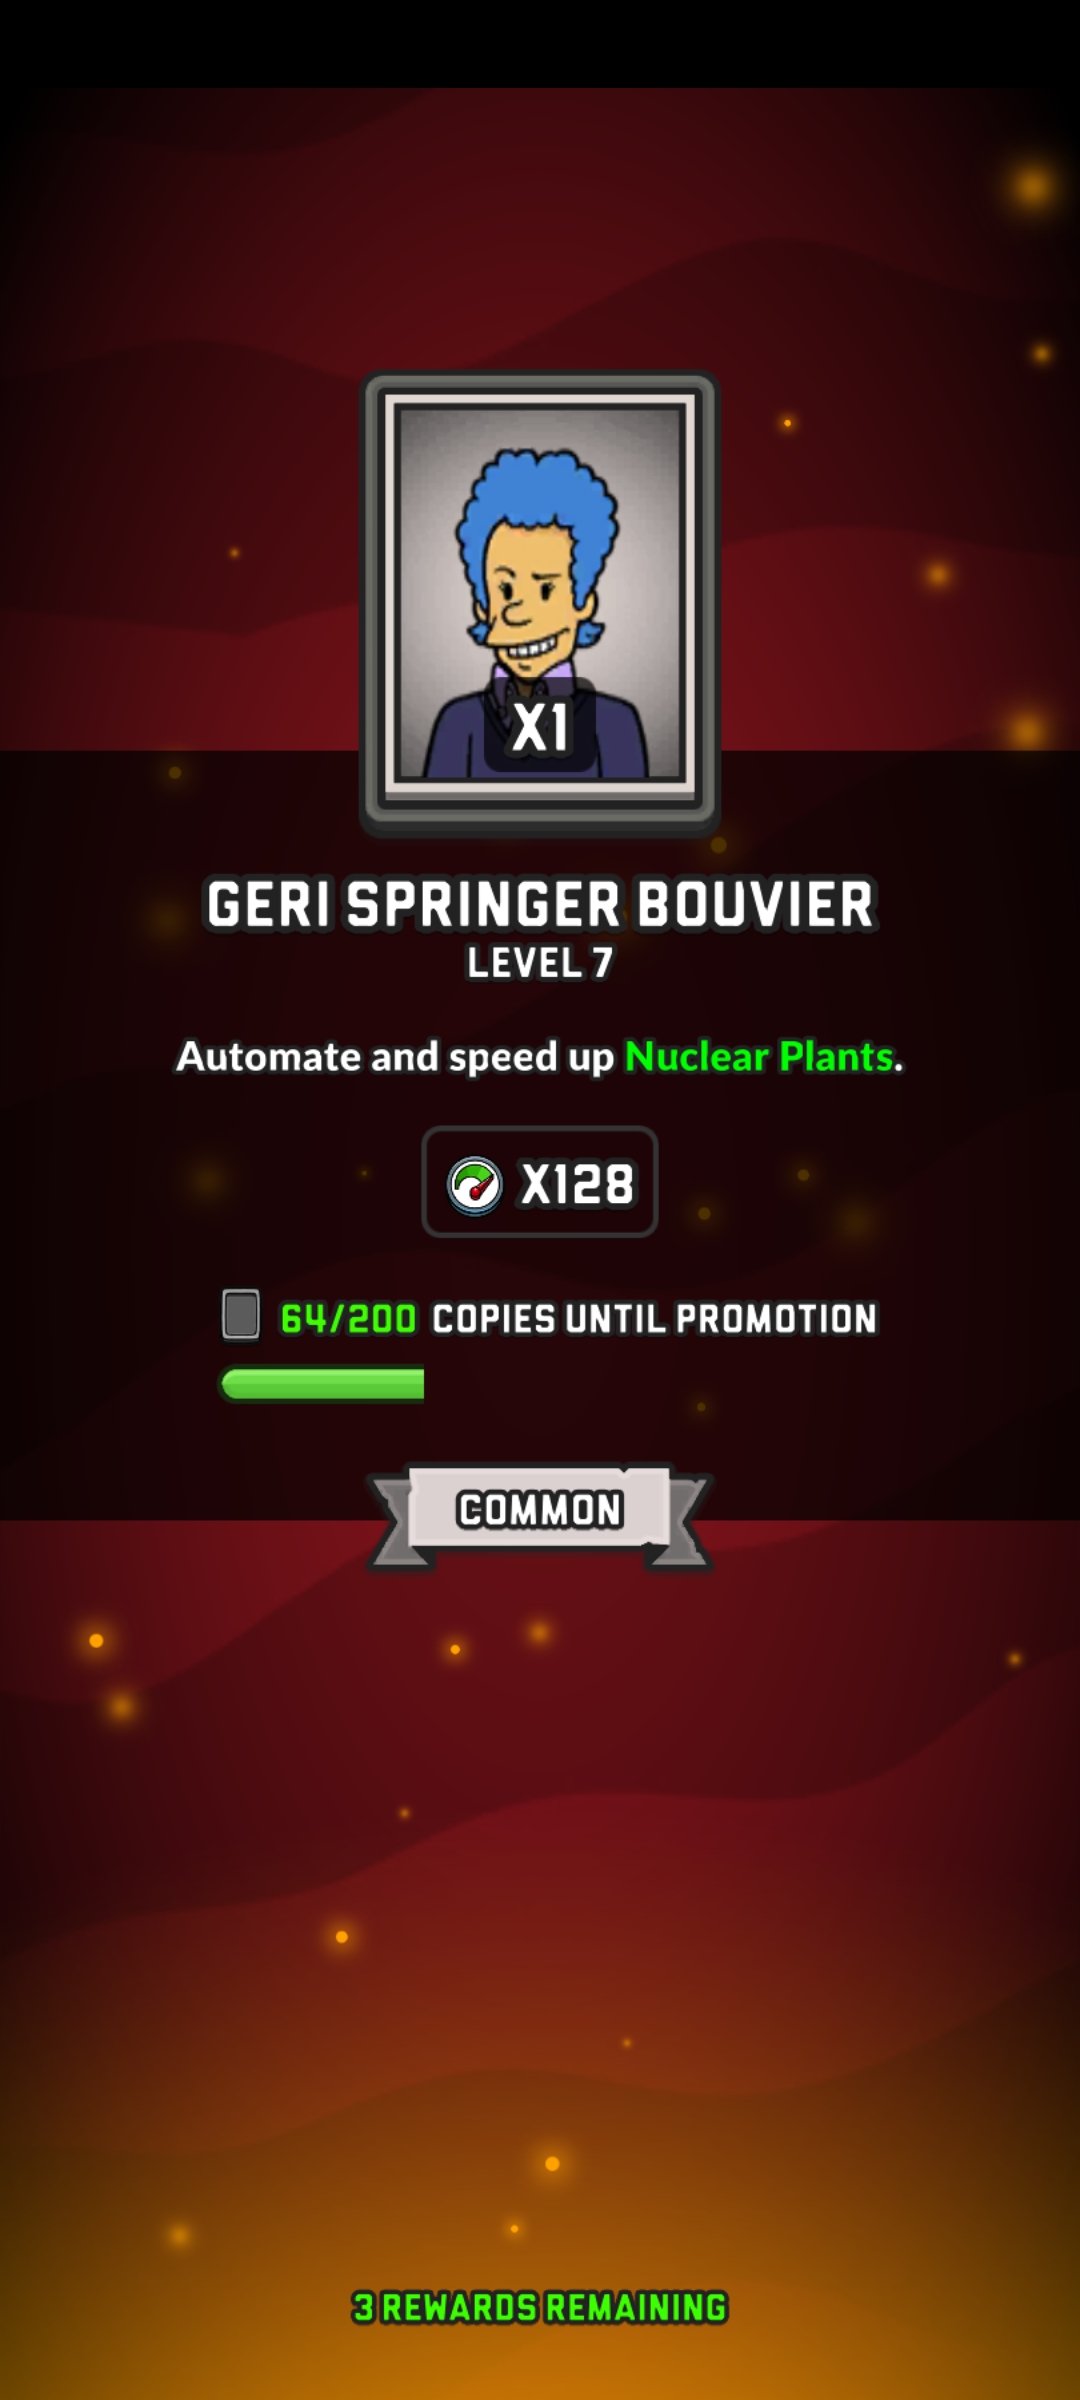 X1
GERI SPRINGER BOUVIER
LEVEL 7
Automate and speed up Nuclear Plants.
X128
64/200 COPIES UNTIL PROMOTION
COMMON
3 REWARDS REMAINING